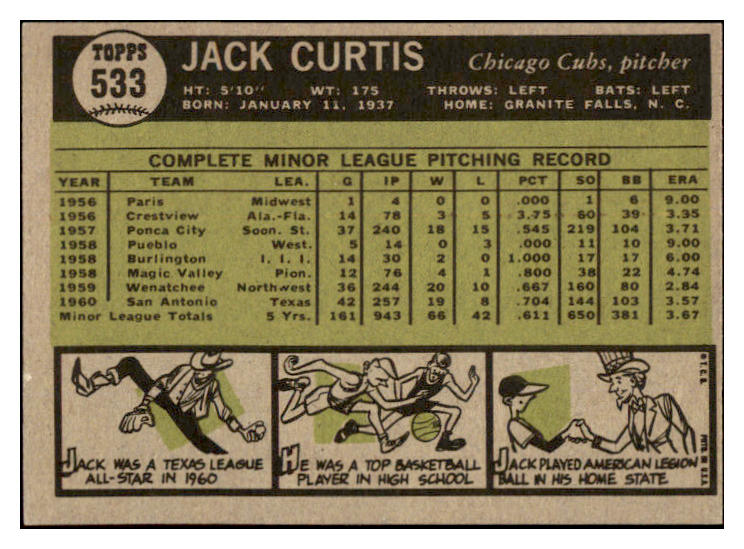 TOPPS
533
JACK CURTIS
Chicago Cubs, pitcher
HT: 5'10" WT: 175 THROWS: LEFT BATS: LEFT
BORN: JANUARY 11, 1937 HOME: GRANITE FALLS, N. C.
COMPLETE MINOR LEAGUE PITCHING RECORD
YEAR TEAM LEA. G IP W L PCT SO BB ERA
1956 Paris Midwest 1 4 0 0 .000 1 6 9.00
1956 Crestview Ala.-Fla. 14 78 3 5 3.75 60 39 3.35
1957 Ponca City Soon. St. 37 240 18 15 .545 219 104 3.71
1958 Pueblo West. 5 14 0 3 .000 11 10 9.00
1958 Burlington I. I. I. 14 30 2 0 1.000 17 17 6.00
1958 Magic Valley Pion. 12 76 4 1 .800 38 22 4.74
1959 Wenatchee Northwest 36 244 20 10 .667 160 80 2.84
1960 San Antonio Texas 42 257 19 8 .704 144 103 3.57
Minor League Totals 5 Yrs. 161 943 66 42 .611 650 381 3.67
JACK WAS A TEXAS LEAGUE
ALL-STAR IN 1960
HE WAS A TOP BASKETBALL
PLAYER IN HIGH SCHOOL
JACK PLAYED AMERICAN LEGION
BALL IN HIS HOME STATE
© T.C.G.
PRTD. IN U.S.A.